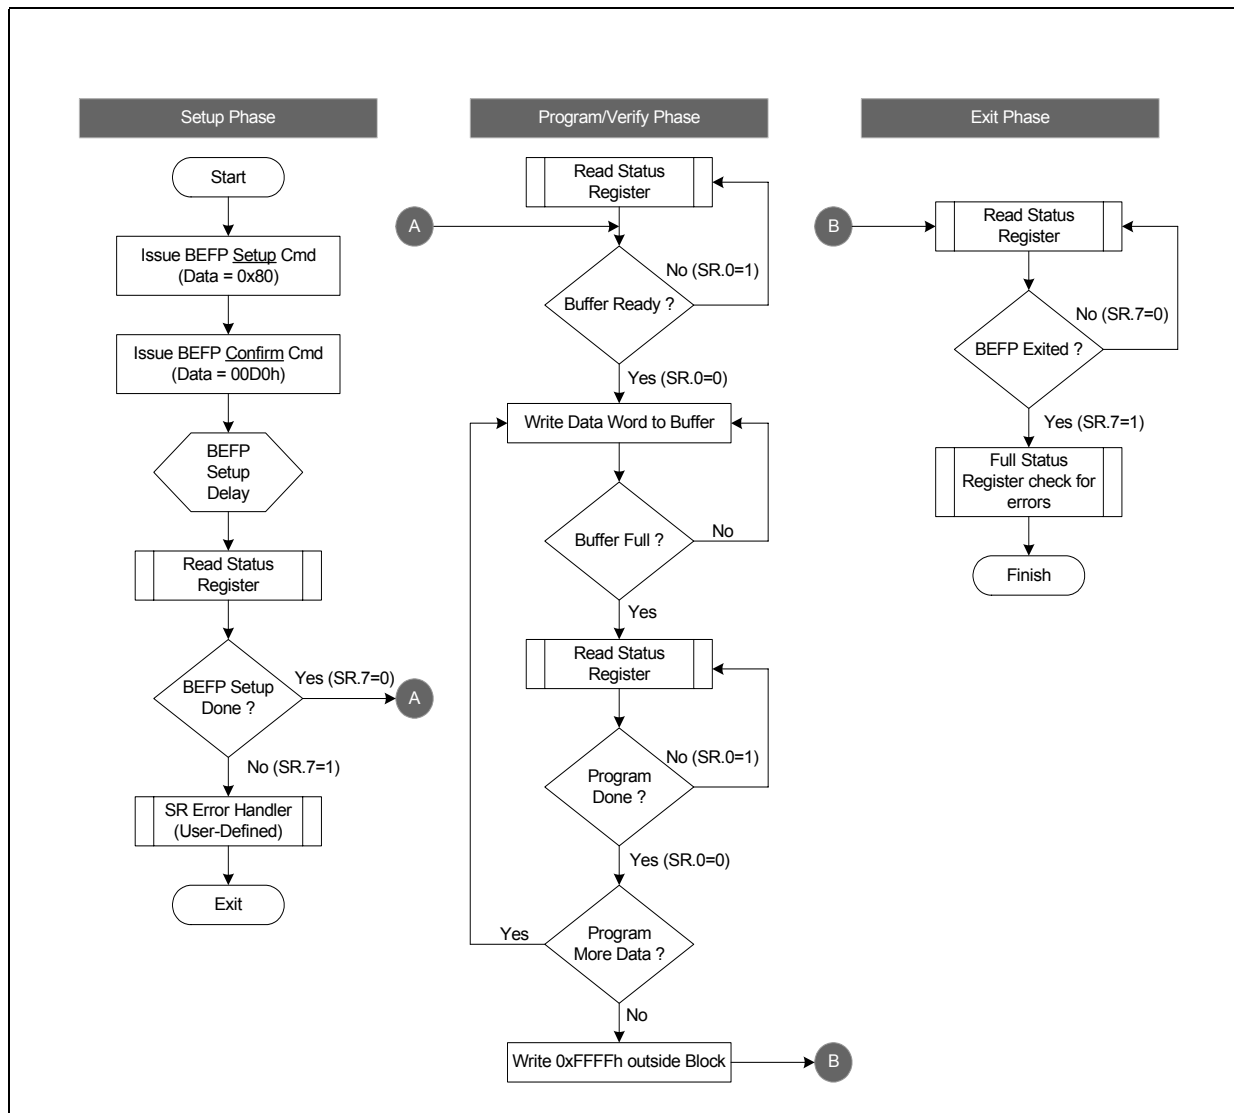 Setup Phase
Start
Issue BEFP Setup Cmd
(Data = 0x80)
Issue BEFP Confirm Cmd
(Data = 00D0h)
BEFP
Setup
Delay
Read Status
Register
BEFP Setup
Done ?
Yes (SR.7=0)
A
No (SR.7=1)
SR Error Handler
(User-Defined)
Exit
Program/Verify Phase
Read Status
Register
A
Buffer Ready ?
No (SR.0=1)
Yes (SR.0=0)
Write Data Word to Buffer
Buffer Full ?
No
Yes
Read Status
Register
Program
Done ?
No (SR.0=1)
Yes (SR.0=0)
Program
More Data ?
Yes
No
Write 0xFFFFh outside Block
B
Exit Phase
B
Read Status
Register
BEFP Exited ?
No (SR.7=0)
Yes (SR.7=1)
Full Status
Register check for
errors
Finish